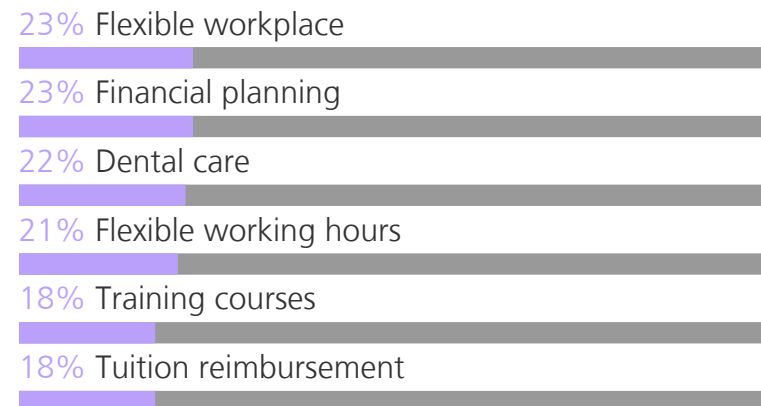 23% Flexible workplace
23% Financial planning
22% Dental care
21% Flexible working hours
18% Training courses
18% Tuition reimbursement